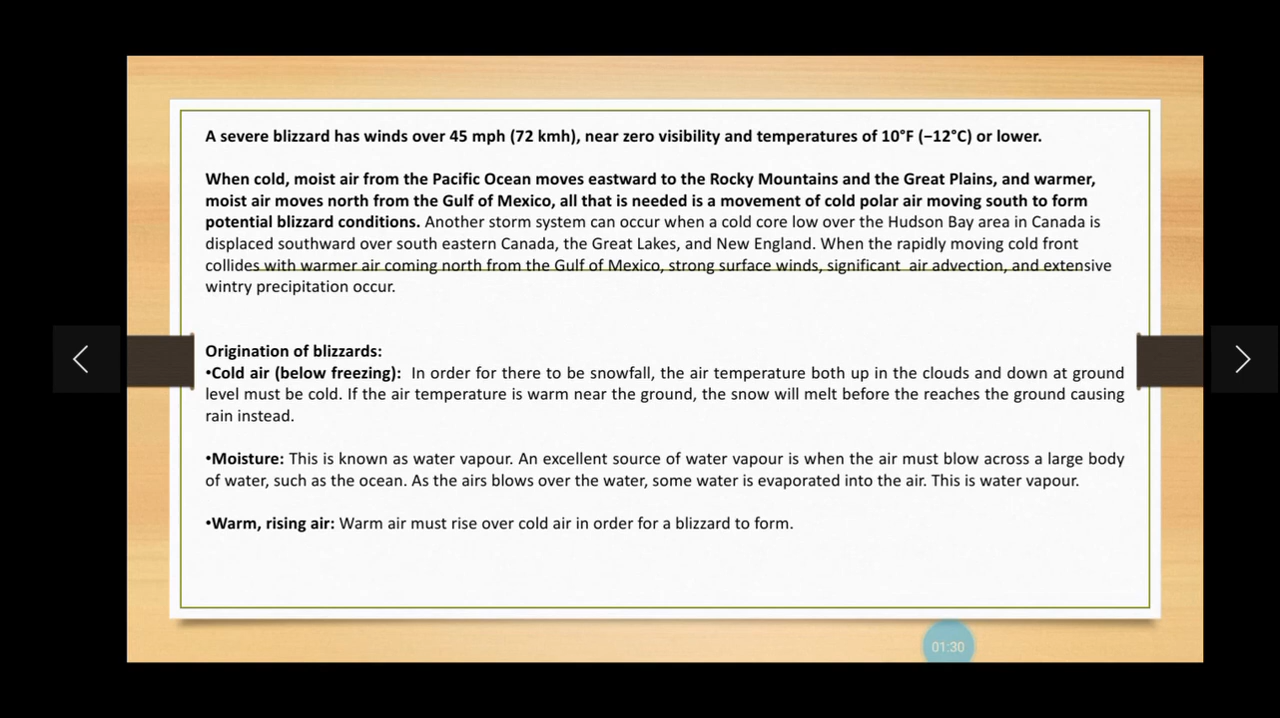 A severe blizzard has winds over 45 mph (72 kmh), near zero visibility and temperatures of 10°F (−12°C) or lower.
When cold, moist air from the Pacific Ocean moves eastward to the Rocky Mountains and the Great Plains, and warmer,
moist air moves north from the Gulf of Mexico, all that is needed is a movement of cold polar air moving south to form
potential blizzard conditions. Another storm system can occur when a cold core low over the Hudson Bay area in Canada is
displaced southward over south eastern Canada, the Great Lakes, and New England. When the rapidly moving cold front
collides with warmer air coming north from the Gulf of Mexico, strong surface winds, significant  air advection, and extensive
wintry precipitation occur.
Origination of blizzards:
•Cold air (below freezing):  In order for there to be snowfall, the air temperature both up in the clouds and down at ground
level must be cold. If the air temperature is warm near the ground, the snow will melt before the reaches the ground causing
rain instead.
•Moisture: This is known as water vapour. An excellent source of water vapour is when the air must blow across a large body
of water, such as the ocean. As the airs blows over the water, some water is evaporated into the air. This is water vapour.
•Warm, rising air: Warm air must rise over cold air in order for a blizzard to form.
01:30